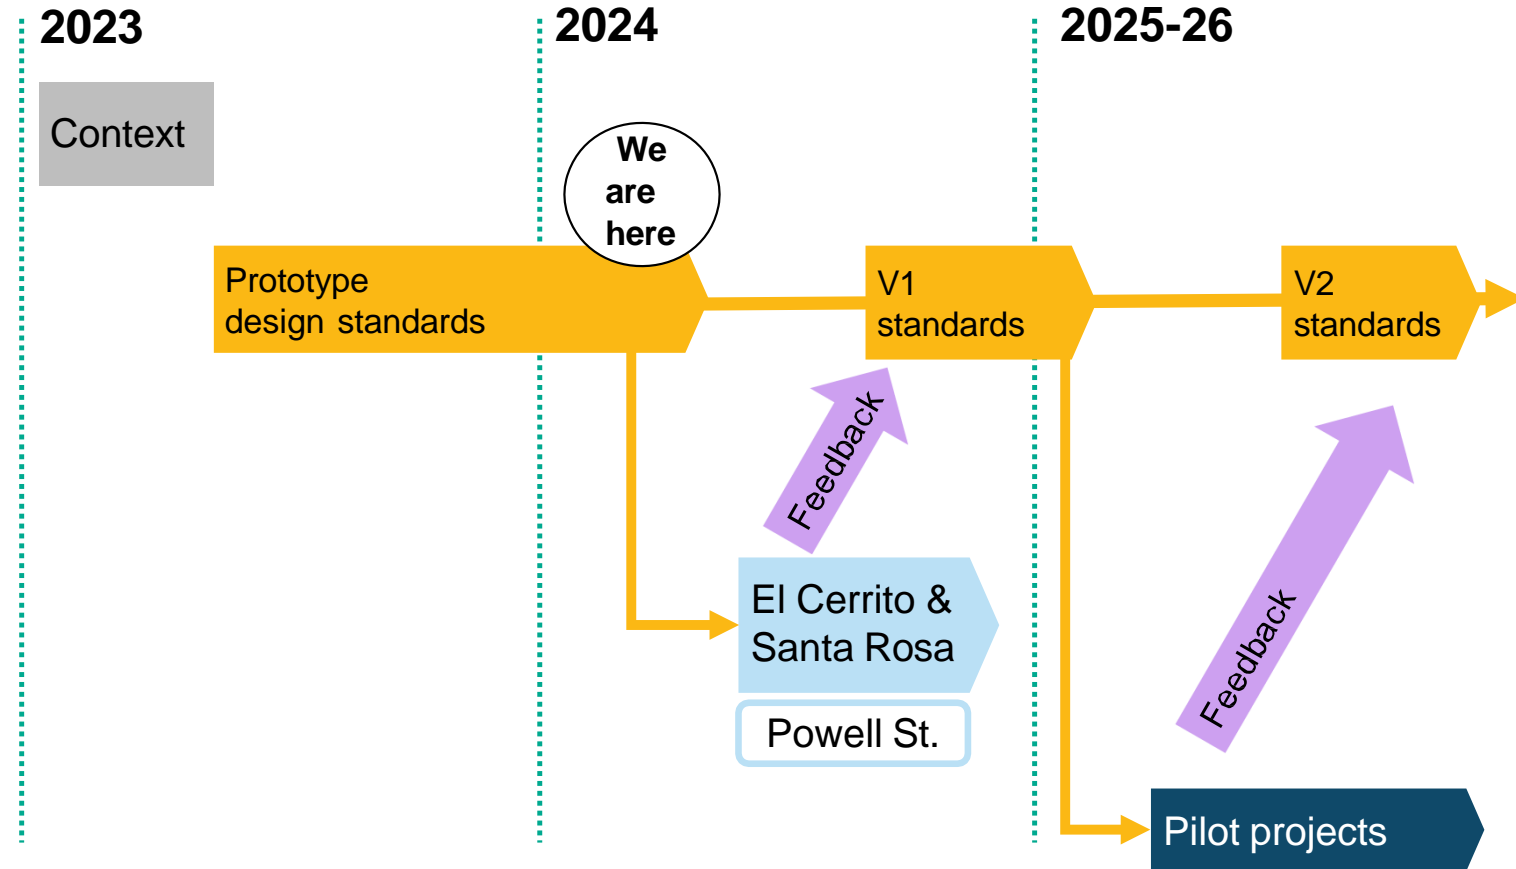 2023
2024
2025-26
Context
We
are
here
Prototype
design standards
V1
standards
V2
standards
Feedback
El Cerrito &
Santa Rosa
Powell St.
Feedback
Pilot projects